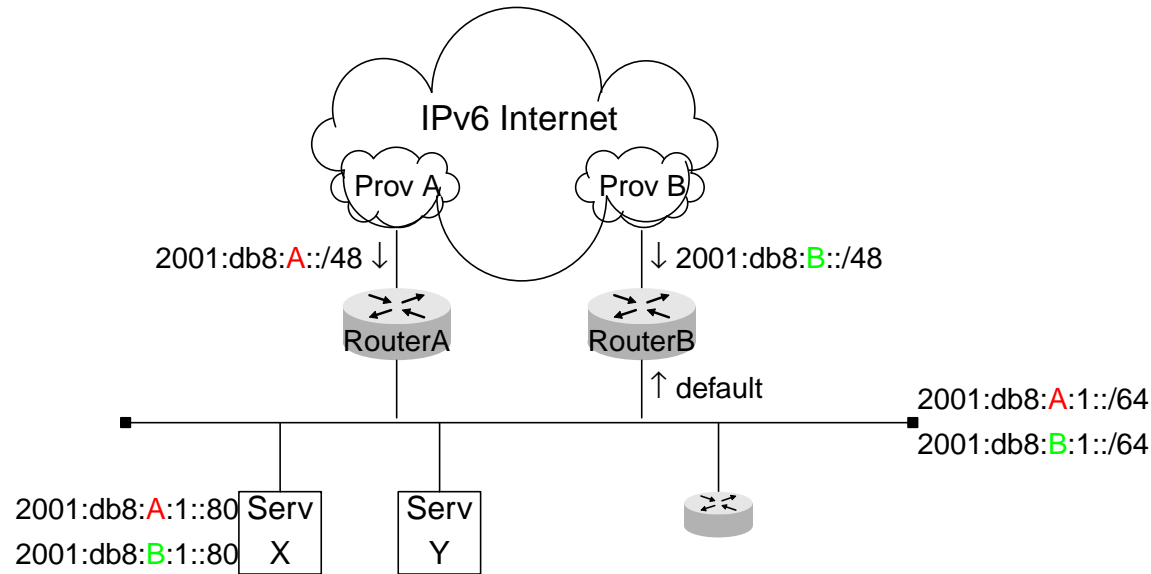 IPv6 Internet
Prov A
Prov B
2001:db8:A::/48 ↓
↓ 2001:db8:B::/48
RouterA
RouterB
↑ default
2001:db8:A:1::/64
2001:db8:B:1::/64
2001:db8:A:1::80
2001:db8:B:1::80
Serv
X
Serv
Y